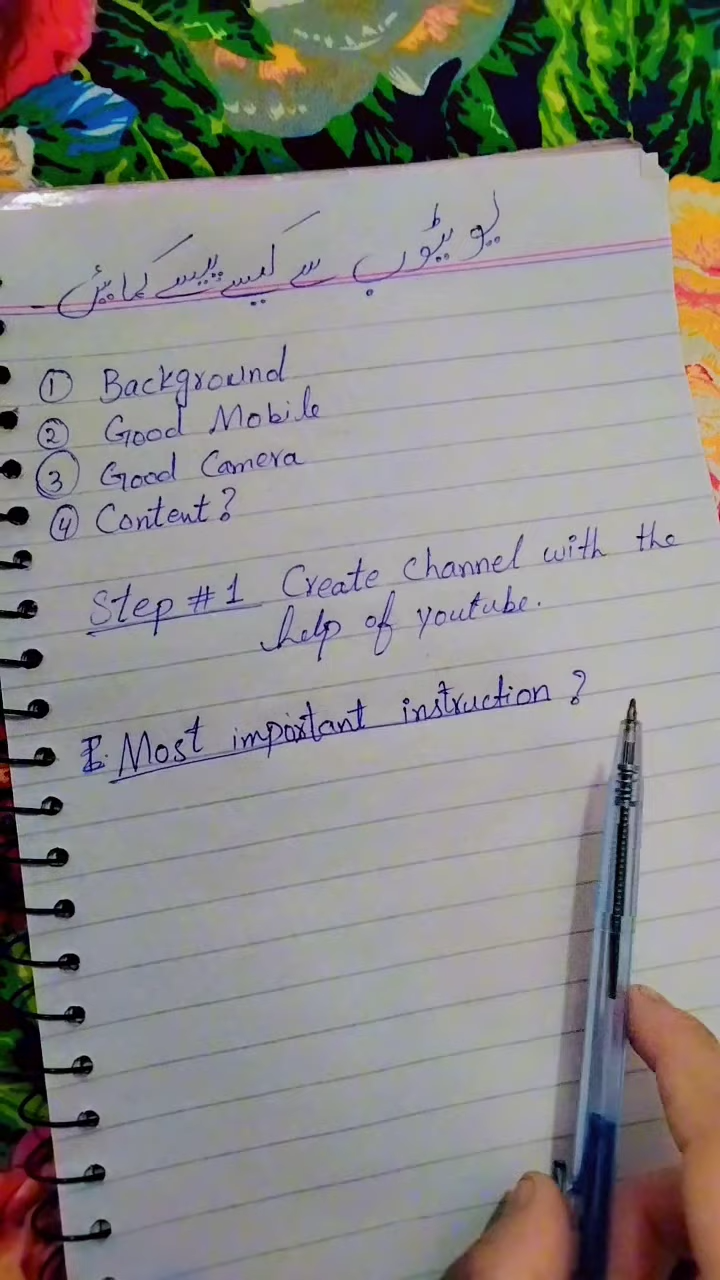 یوٹیوب سے کیسے پیسے کمایئں -
① Background
② Good Mobile
③ Good Camera
④ Content?
Step #1 Create channel with the
help of youtube.
Most important instruction?